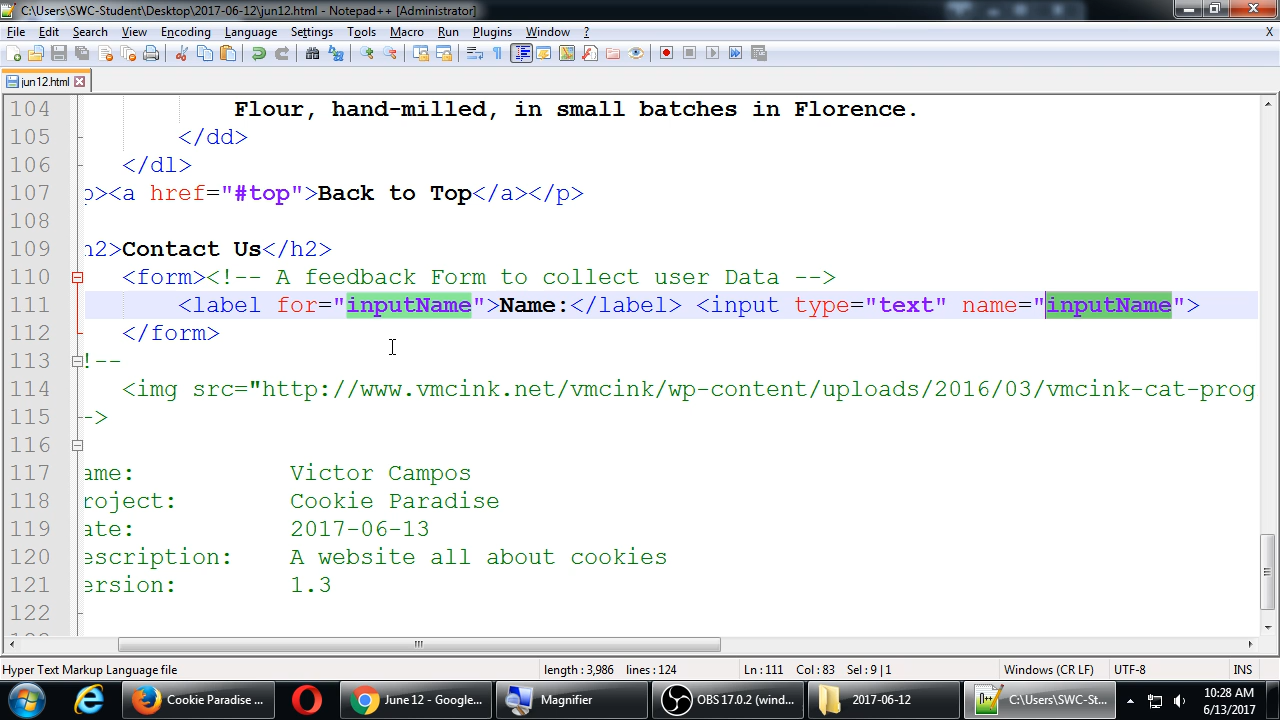 C:\Users\SWC-Student\Desktop\2017-06-12\jun12.html - Notepad++ [Administrator]
File Edit Search View Encoding Language Settings Tools Macro Run Plugins Window ? X
jun12.html
104 Flour, hand-milled, in small batches in Florence.
105 </dd>
106 </dl>
107 p><a href="#top">Back to Top</a></p>
108
109 h2>Contact Us</h2>
110 <form><!-- A feedback Form to collect user Data -->
111 <label for="inputName">Name:</label> <input type="text" name="inputName">
112 </form>
113 !--
114 <img src="http://www.vmcink.net/vmcink/wp-content/uploads/2016/03/vmcink-cat-prog
115 -->
116
117 ame: Victor Campos
118 roject: Cookie Paradise
119 ate: 2017-06-13
120 escription: A website all about cookies
121 ersion: 1.3
122
Hyper Text Markup Language file length : 3,986 lines : 124 Ln : 111 Col : 83 Sel : 9 | 1 Windows (CR LF) UTF-8 INS
Cookie Paradise ... June 12 - Google... Magnifier OBS 17.0.2 (wind... 2017-06-12 C:\Users\SWC-St... 10:28 AM
6/13/2017